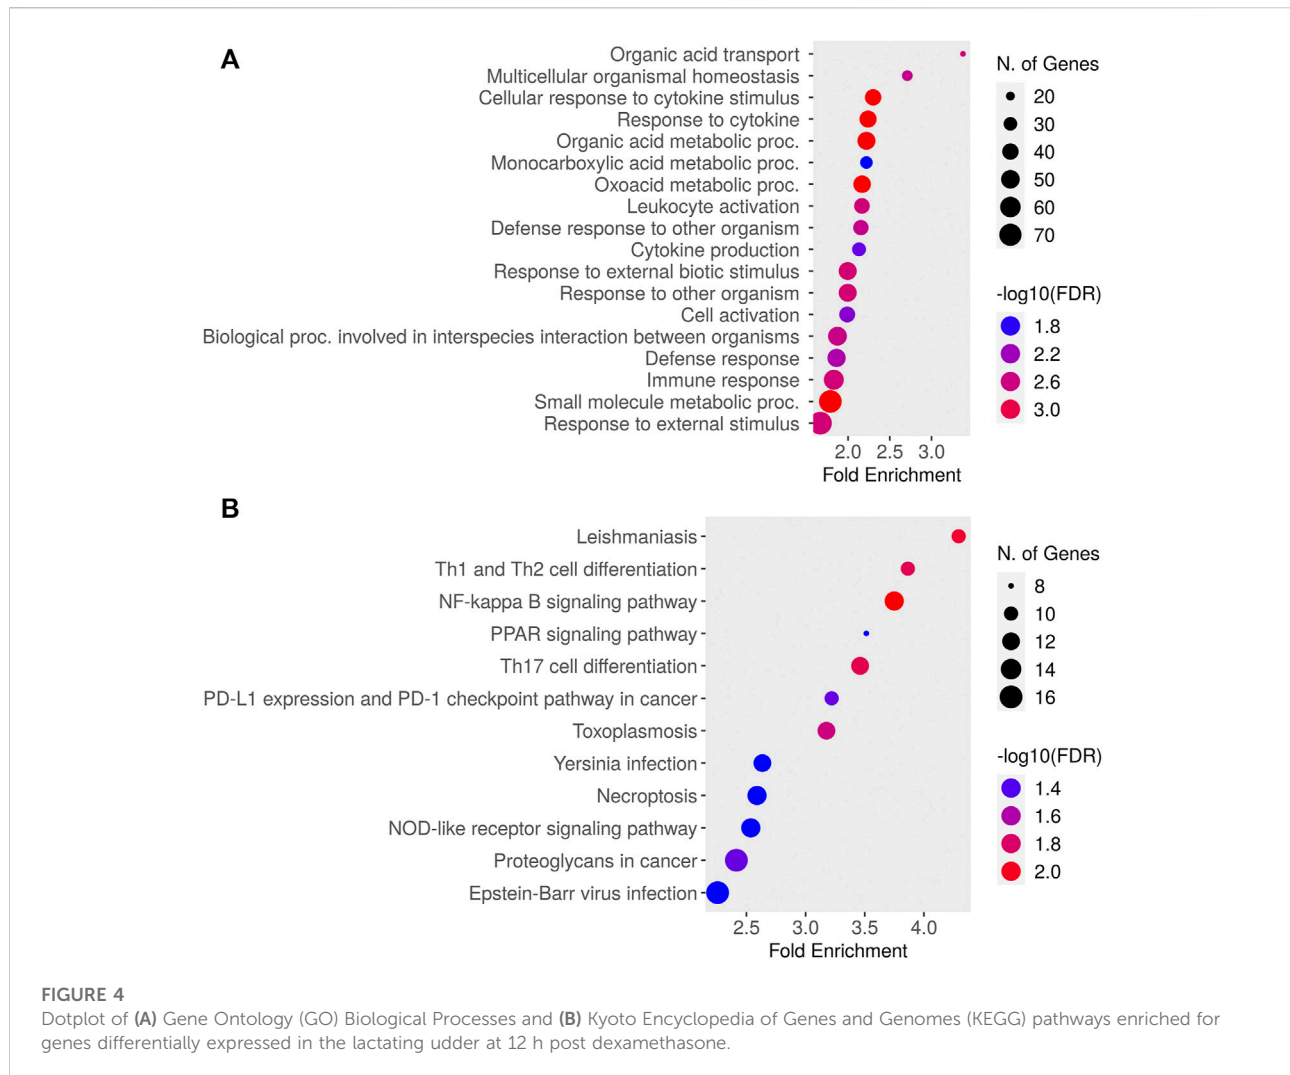 A
Organic acid transport
Multicellular organismal homeostasis
Cellular response to cytokine stimulus
Response to cytokine
Organic acid metabolic proc.
Monocarboxylic acid metabolic proc.
Oxoacid metabolic proc.
Leukocyte activation
Defense response to other organism
Cytokine production
Response to external biotic stimulus
Response to other organism
Cell activation
Biological proc. involved in interspecies interaction between organisms
Defense response
Immune response
Small molecule metabolic proc.
Response to external stimulus
2.0 2.5 3.0
Fold Enrichment
N. of Genes
20
30
40
50
60
70
-log10(FDR)
1.8
2.2
2.6
3.0
B
Leishmaniasis
Th1 and Th2 cell differentiation
NF-kappa B signaling pathway
PPAR signaling pathway
Th17 cell differentiation
PD-L1 expression and PD-1 checkpoint pathway in cancer
Toxoplasmosis
Yersinia infection
Necroptosis
NOD-like receptor signaling pathway
Proteoglycans in cancer
Epstein-Barr virus infection
2.5 3.0 3.5 4.0
Fold Enrichment
N. of Genes
8
10
12
14
16
-log10(FDR)
1.4
1.6
1.8
2.0
FIGURE 4
Dotplot of (A) Gene Ontology (GO) Biological Processes and (B) Kyoto Encyclopedia of Genes and Genomes (KEGG) pathways enriched for
genes differentially expressed in the lactating udder at 12 h post dexamethasone.